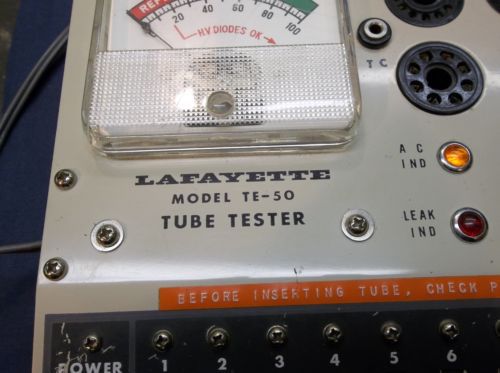 20 40 60 80 100
HV DIODES OK
T C
A C
IND
LAFAYETTE
MODEL TE-50
TUBE TESTER
LEAK
IND
BEFORE INSERTING TUBE, CHECK
POWER 1 2 3 4 5 6